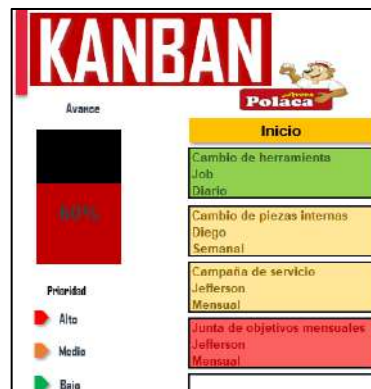 KANBAN
Avena
Polaca
Avance
Inicio
Cambio de herramienta
Job
Diario
60%
Cambio de piezas internas
Diego
Semanal
Campaña de servicio
Jefferson
Mensual
Prioridad
Alto
Medio
Bajo
Junta de objetivos mensuales
Jefferson
Mensual